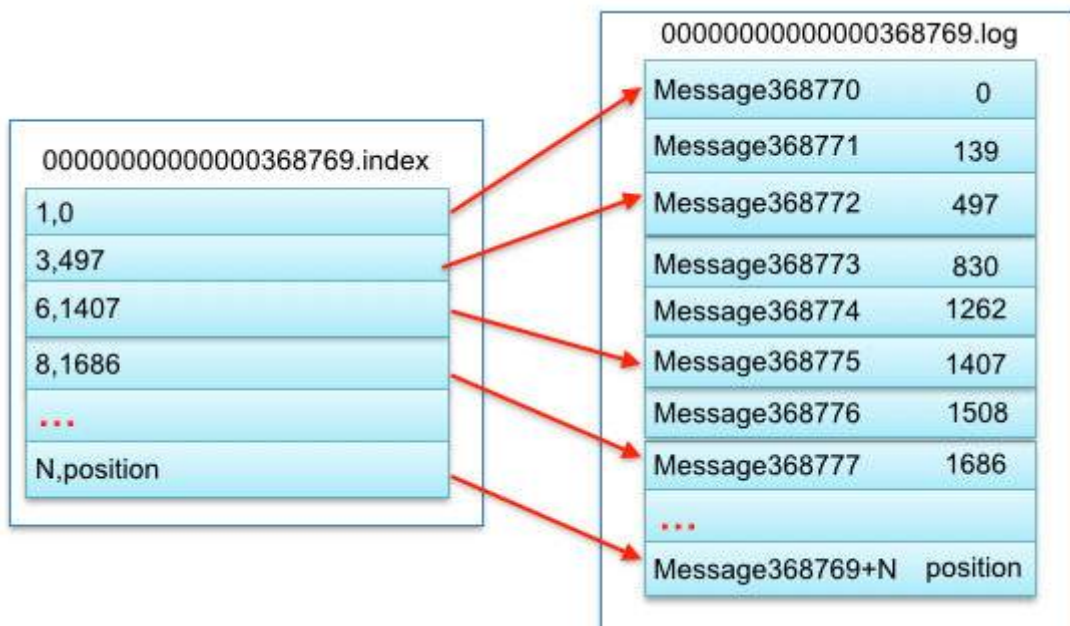 00000000000000368769.index
1,0
3,497
6,1407
8,1686
...
N,position
00000000000000368769.log
Message368770 0
Message368771 139
Message368772 497
Message368773 830
Message368774 1262
Message368775 1407
Message368776 1508
Message368777 1686
...
Message368769+N position